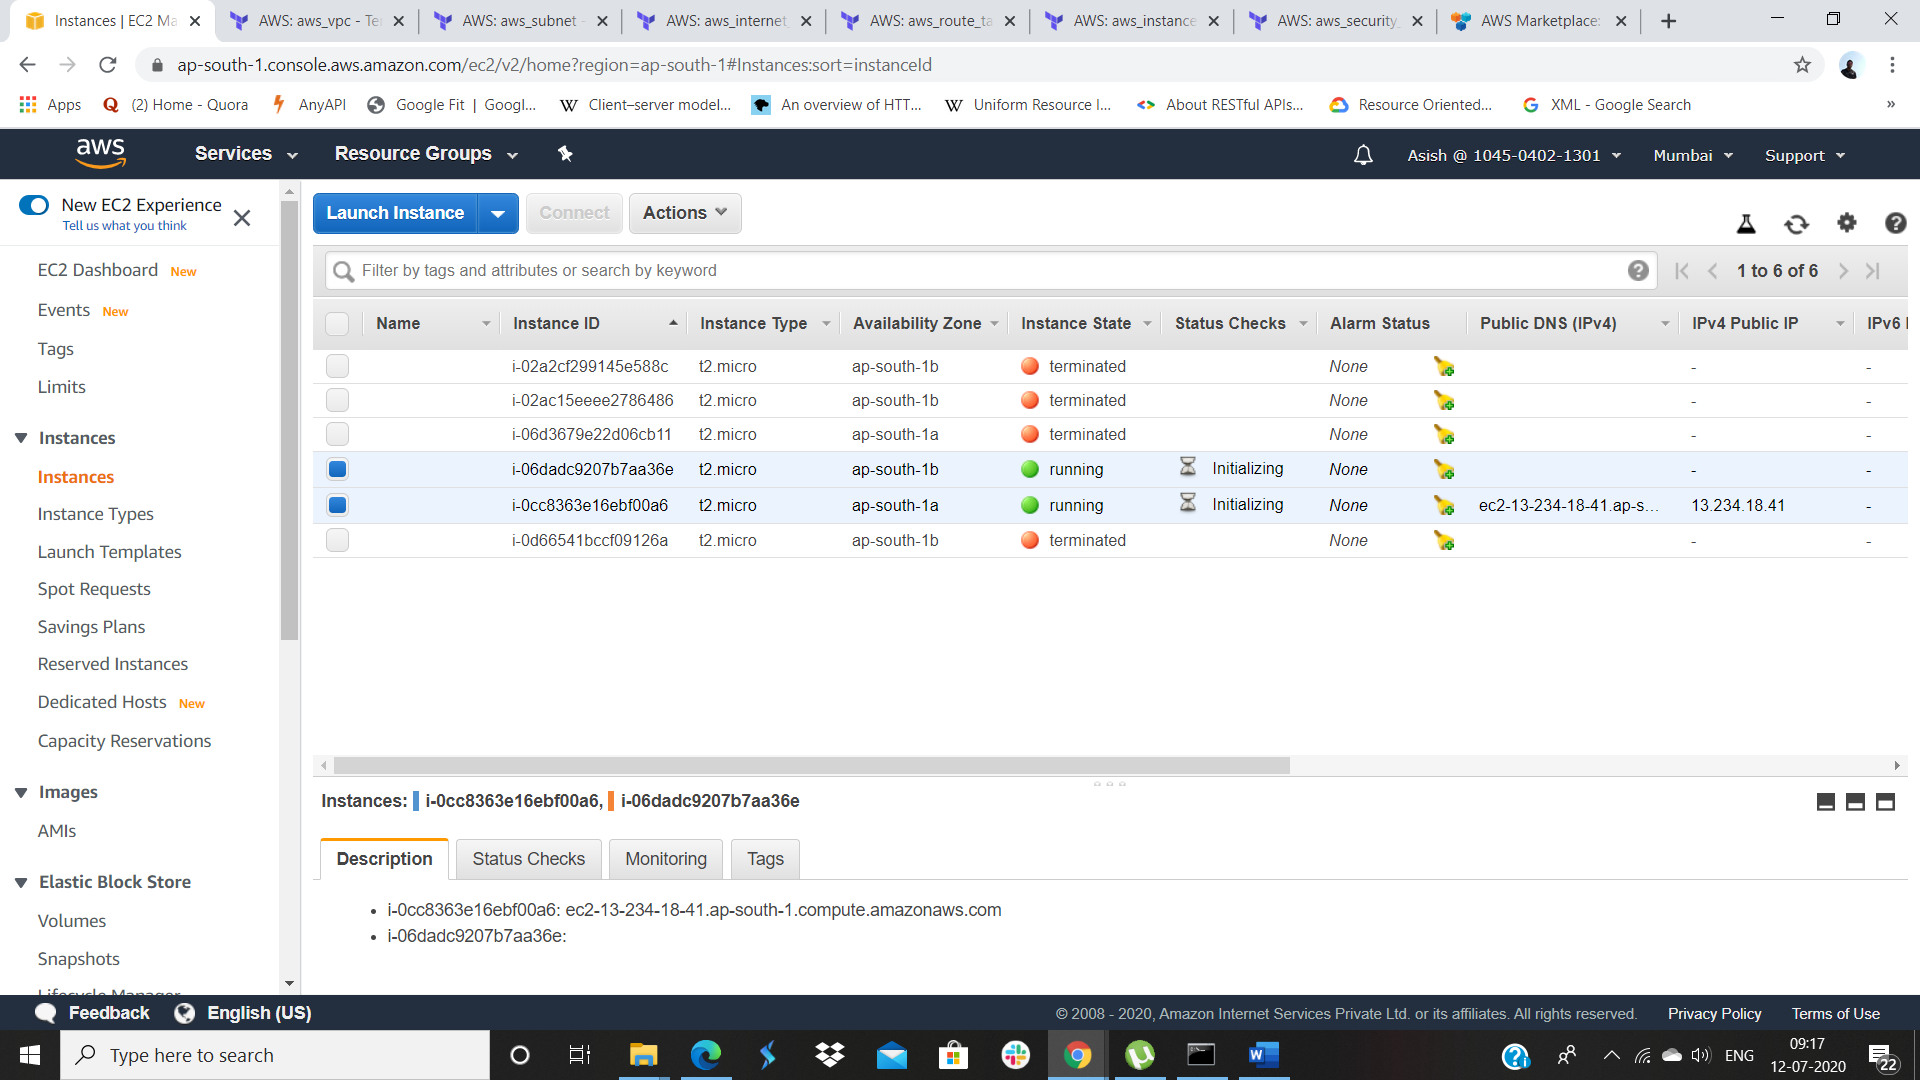 Instances | EC2 Ma
AWS: aws_vpc - Te
AWS: aws_subnet -
AWS: aws_internet
AWS: aws_route_ta
AWS: aws_instance
AWS: aws_security
AWS Marketplace:
ap-south-1.console.aws.amazon.com/ec2/v2/home?region=ap-south-1#Instances:sort=instanceId
Apps
(2) Home - Quora
AnyAPI
Google Fit | Googl...
Client–server model...
An overview of HTT...
Uniform Resource I...
About RESTful APIs...
Resource Oriented...
XML - Google Search
aws
Services
Resource Groups
Asish @ 1045-0402-1301
Mumbai
Support
New EC2 Experience
Tell us what you think
EC2 Dashboard New
Events New
Tags
Limits
Instances
Instances
Instance Types
Launch Templates
Spot Requests
Savings Plans
Reserved Instances
Dedicated Hosts New
Capacity Reservations
Images
AMIs
Elastic Block Store
Volumes
Snapshots
Lifecycle Manager
Launch Instance
Connect
Actions
Filter by tags and attributes or search by keyword
1 to 6 of 6
Name Instance ID Instance Type Availability Zone Instance State Status Checks Alarm Status Public DNS (IPv4) IPv4 Public IP IPv6 I
i-02a2cf299145e588c t2.micro ap-south-1b terminated None - -
i-02ac15eeee2786486 t2.micro ap-south-1b terminated None - -
i-06d3679e22d06cb11 t2.micro ap-south-1a terminated None - -
i-06dadc9207b7aa36e t2.micro ap-south-1b running Initializing None - -
i-0cc8363e16ebf00a6 t2.micro ap-south-1a running Initializing None ec2-13-234-18-41.ap-s... 13.234.18.41 -
i-0d66541bccf09126a t2.micro ap-south-1b terminated None - -
Instances: i-0cc8363e16ebf00a6, i-06dadc9207b7aa36e
Description
Status Checks
Monitoring
Tags
• i-0cc8363e16ebf00a6: ec2-13-234-18-41.ap-south-1.compute.amazonaws.com
• i-06dadc9207b7aa36e:
Feedback
English (US)
© 2008 - 2020, Amazon Internet Services Private Ltd. or its affiliates. All rights reserved.
Privacy Policy
Terms of Use
Type here to search
ENG
09:17
12-07-2020
22